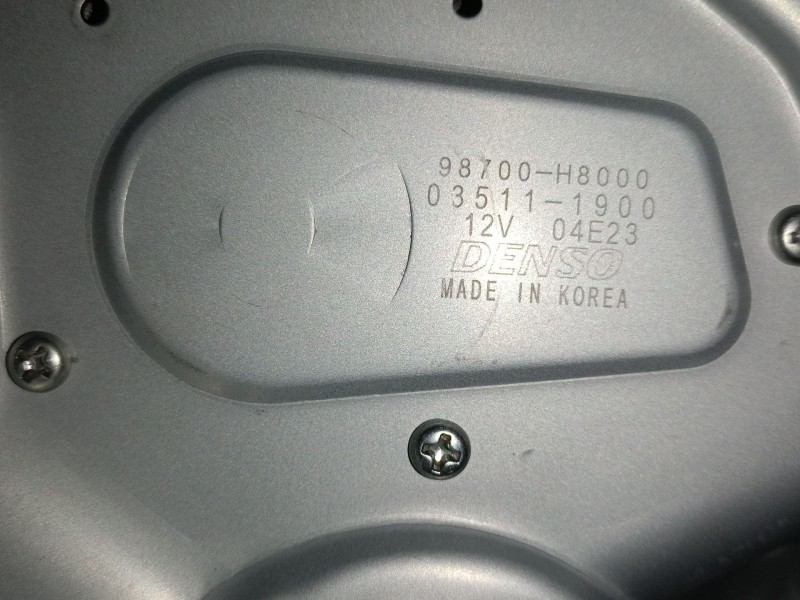 98700-H8000
03511-1900
12V 04E23
DENSO
MADE IN KOREA